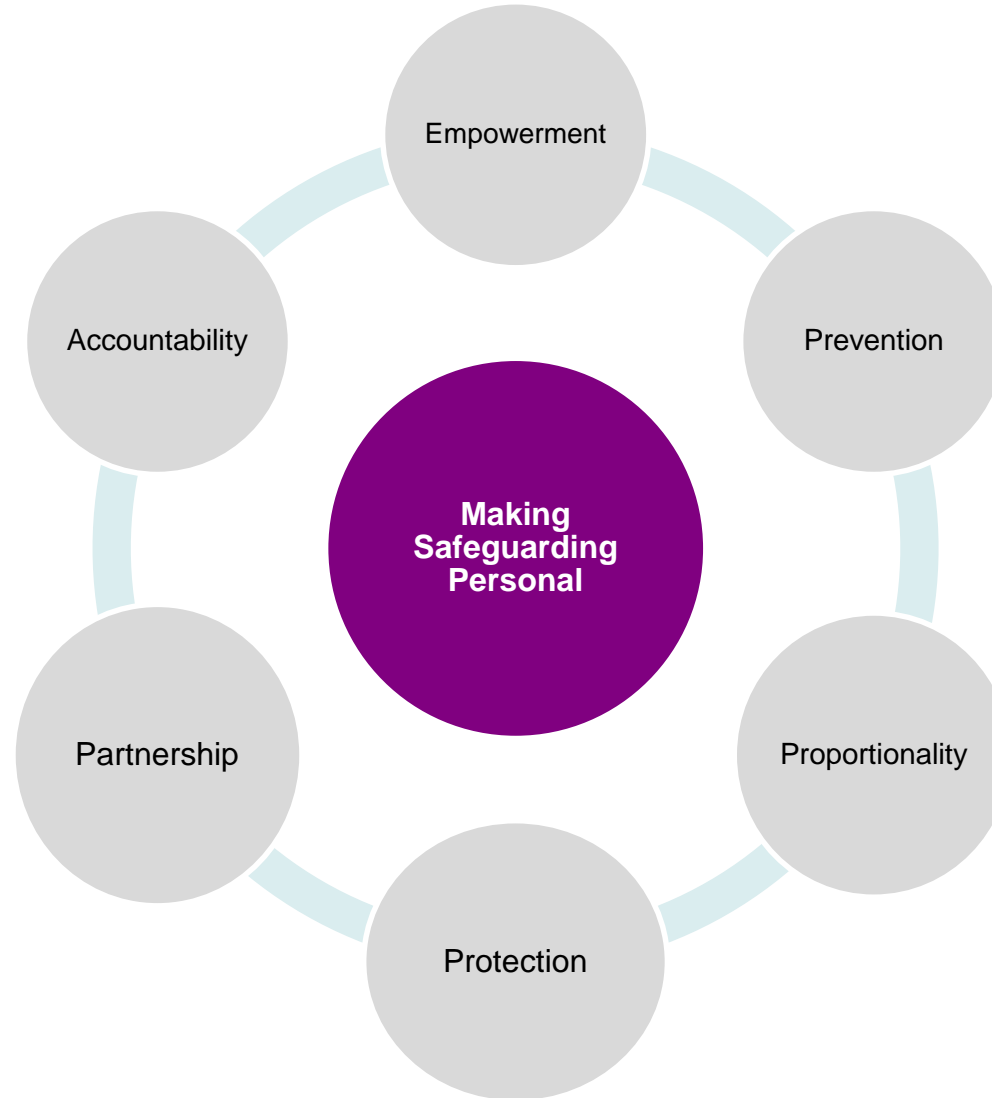 Empowerment
Prevention
Proportionality
Protection
Partnership
Accountability
Making
Safeguarding
Personal